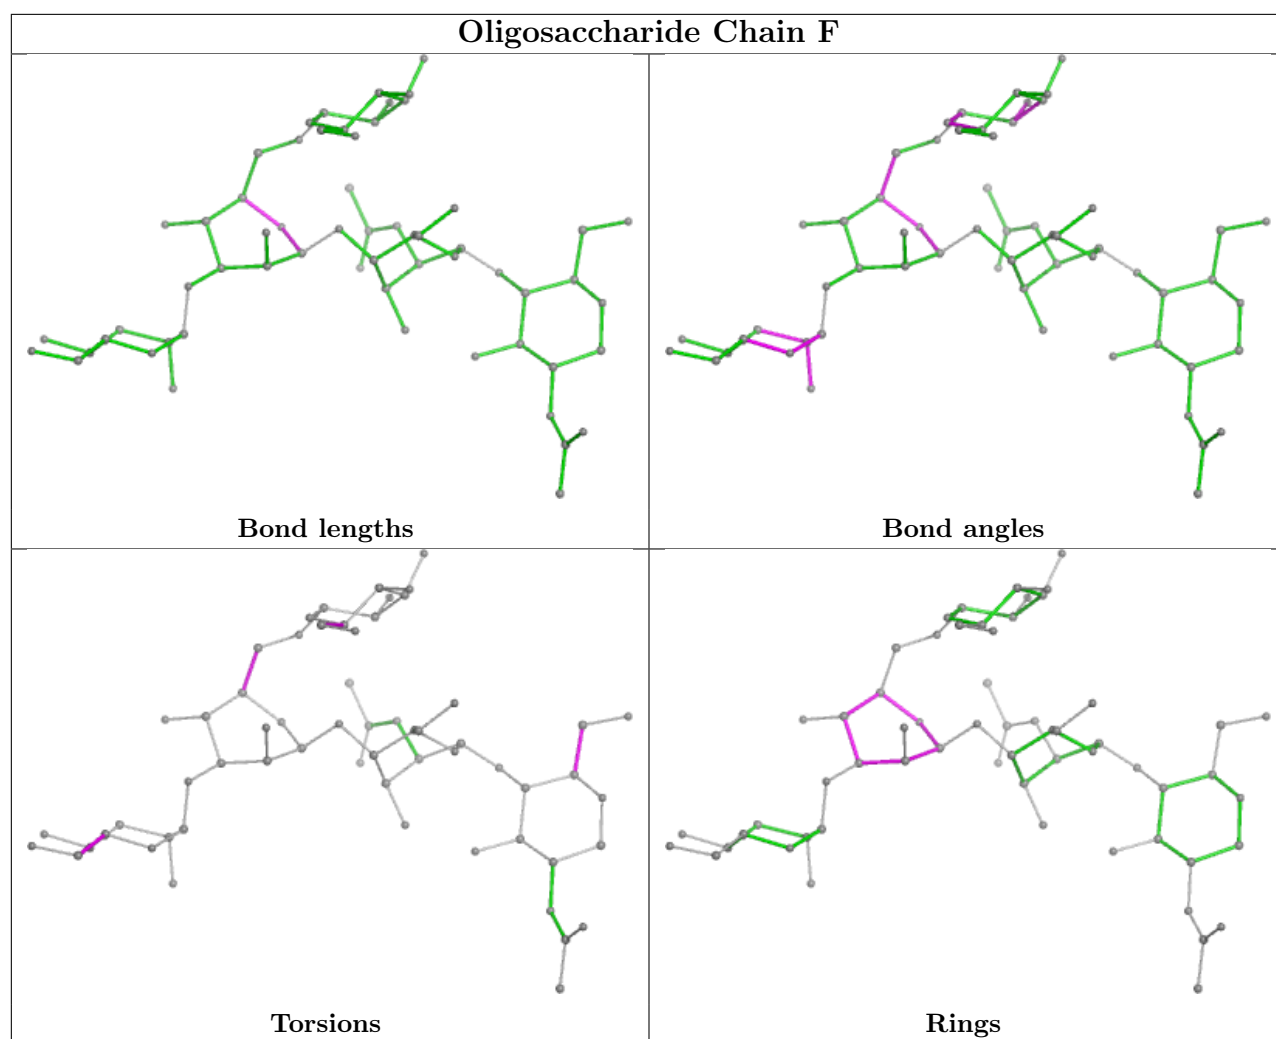 Oligosaccharide Chain F
Bond lengths
Bond angles
Torsions
Rings